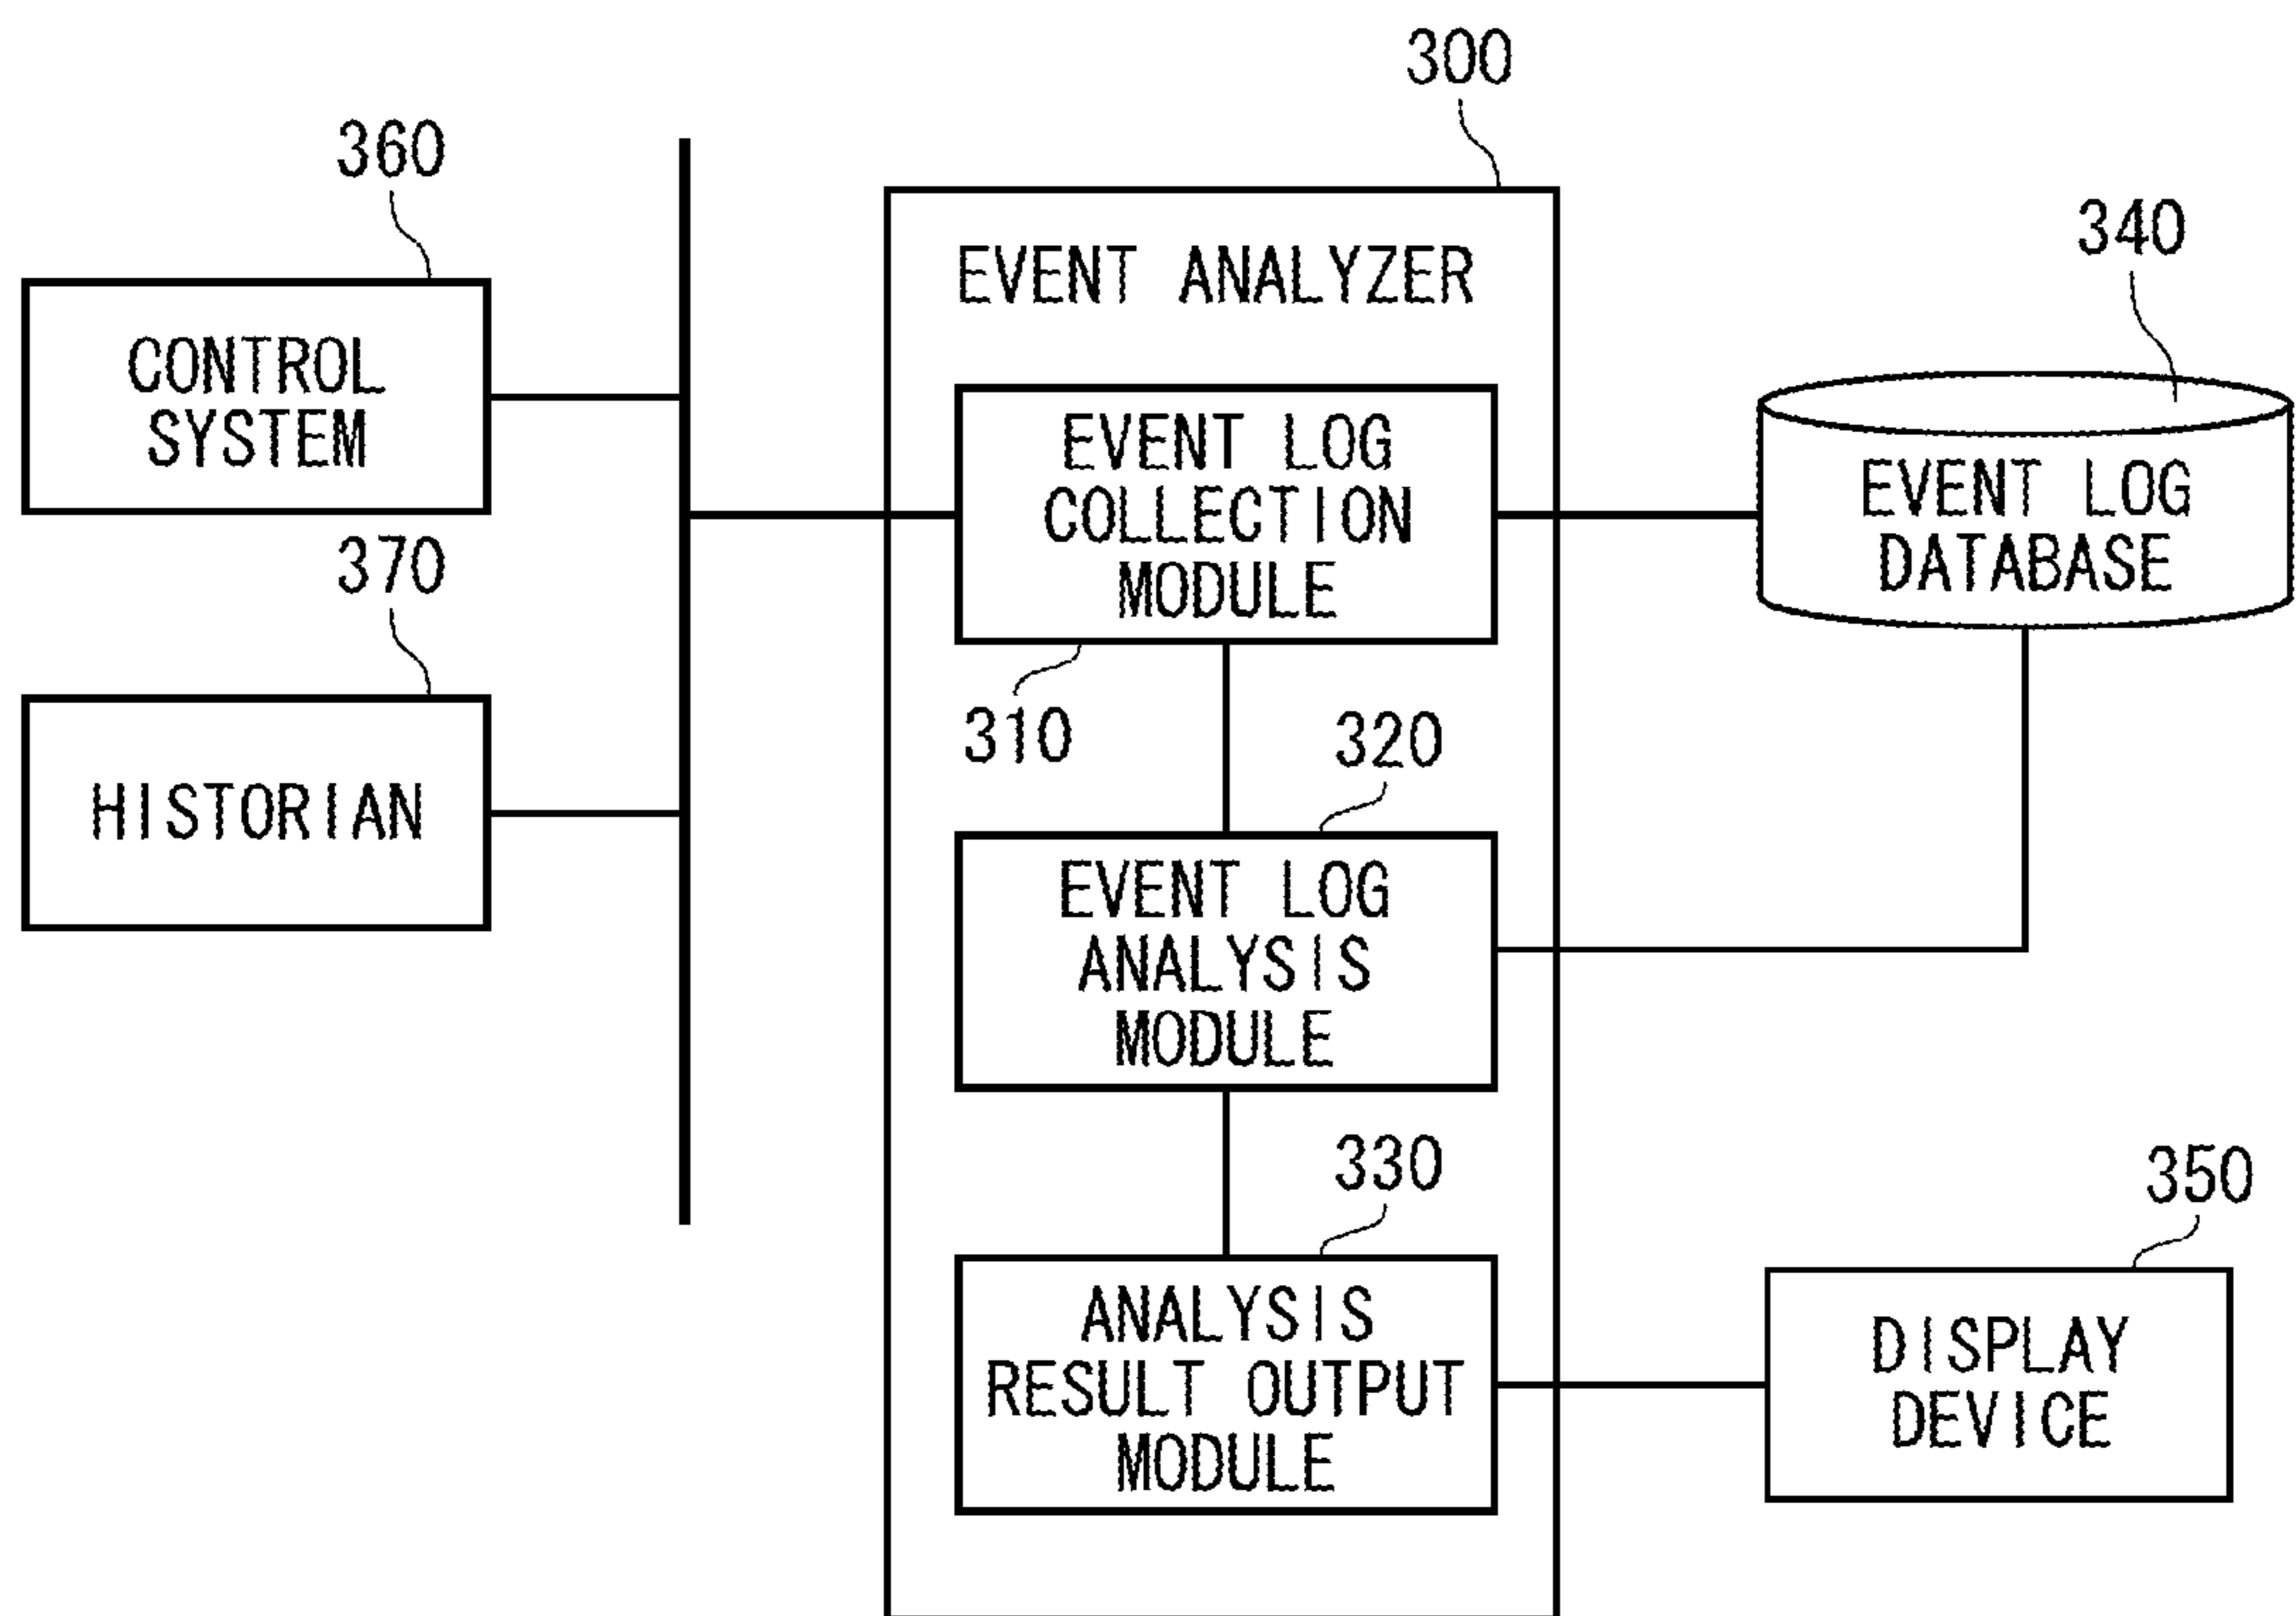 300
360
340
EVENT ANALYZER
CONTROL
SYSTEM
EVENT LOG
COLLECTION
MODULE
EVENT LOG
DATABASE
370
310
320
HISTORIAN
EVENT LOG
ANALYSIS
MODULE
330
350
ANALYSIS
RESULT OUTPUT
MODULE
DISPLAY
DEVICE